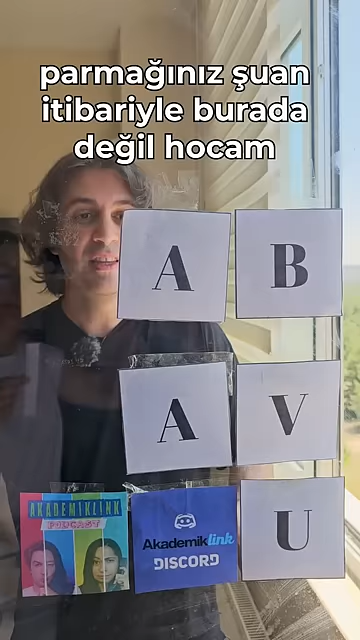 parmağınız şuan
itibariyle burada
değil hocam
A B
A V
AKADEMIKLINK
PODCAST
Akademiklink
DISCORD
U